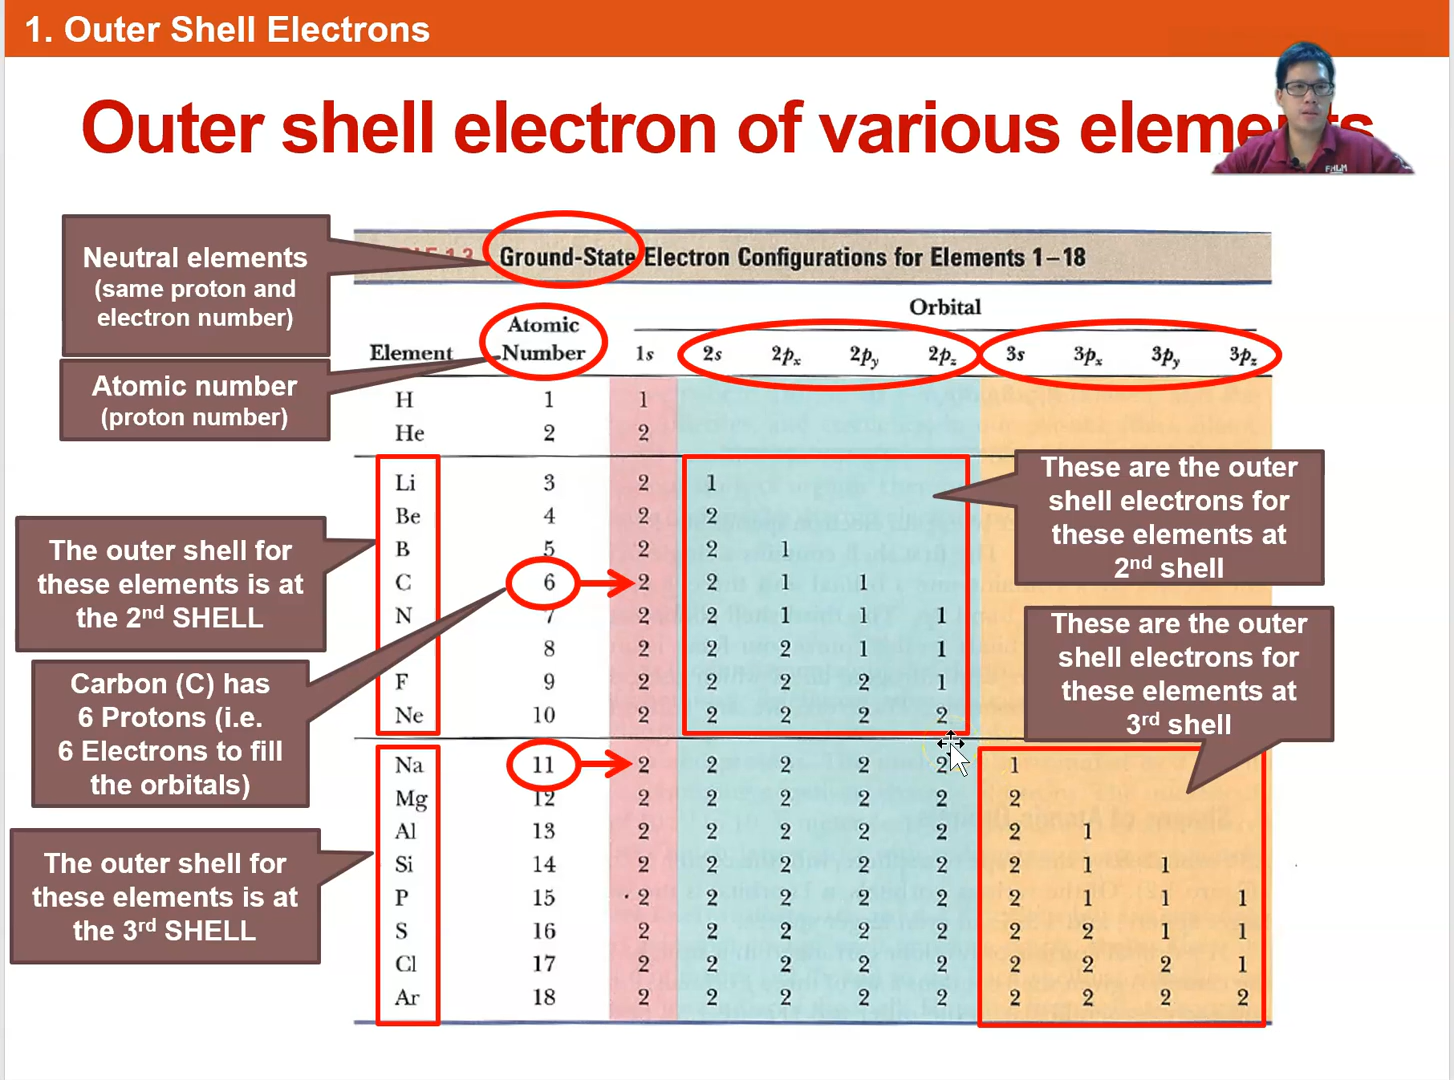 1. Outer Shell Electrons
Outer shell electron of various elements
Neutral elements
(same proton and
electron number)
Atomic number
(proton number)
The outer shell for
these elements is at
the 2nd SHELL
Carbon (C) has
6 Protons (i.e.
6 Electrons to fill
the orbitals)
The outer shell for
these elements is at
the 3rd SHELL
1.3 Ground-State Electron Configurations for Elements 1–18
Orbital
Element Atomic Number 1s 2s 2px 2py 2pz 3s 3px 3py 3pz
H 1 1
He 2 2
Li 3 2 1
Be 4 2 2
B 5 2 2 1
C 6 2 2 1 1
N 7 2 2 1 1 1
8 2 2 2 1 1
F 9 2 2 2 2 1
Ne 10 2 2 2 2 2
Na 11 2 2 2 2 2 1
Mg 12 2 2 2 2 2 2
Al 13 2 2 2 2 2 2 1
Si 14 2 2 2 2 2 2 1 1
P 15 2 2 2 2 2 2 1 1 1
S 16 2 2 2 2 2 2 2 1 1
Cl 17 2 2 2 2 2 2 2 2 1
Ar 18 2 2 2 2 2 2 2 2 2
These are the outer
shell electrons for
these elements at
2nd shell
These are the outer
shell electrons for
these elements at
3rd shell